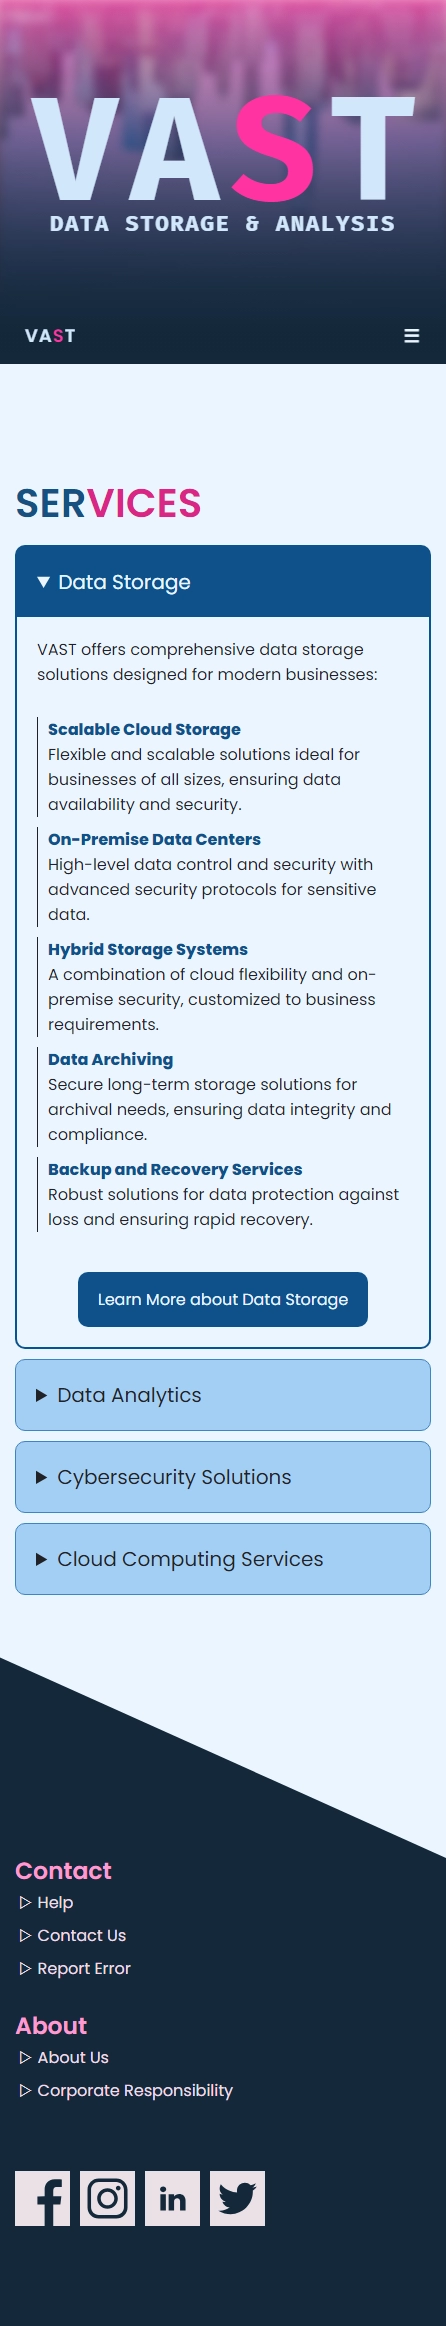 VAST
DATA STORAGE & ANALYSIS
VAST
SERVICES
Data Storage
VAST offers comprehensive data storage
solutions designed for modern businesses:
Scalable Cloud Storage
Flexible and scalable solutions ideal for
businesses of all sizes, ensuring data
availability and security.
On-Premise Data Centers
High-level data control and security with
advanced security protocols for sensitive
data.
Hybrid Storage Systems
A combination of cloud flexibility and on-
premise security, customized to business
requirements.
Data Archiving
Secure long-term storage solutions for
archival needs, ensuring data integrity and
compliance.
Backup and Recovery Services
Robust solutions for data protection against
loss and ensuring rapid recovery.
Learn More about Data Storage
Data Analytics
Cybersecurity Solutions
Cloud Computing Services
Contact
Help
Contact Us
Report Error
About
About Us
Corporate Responsibility